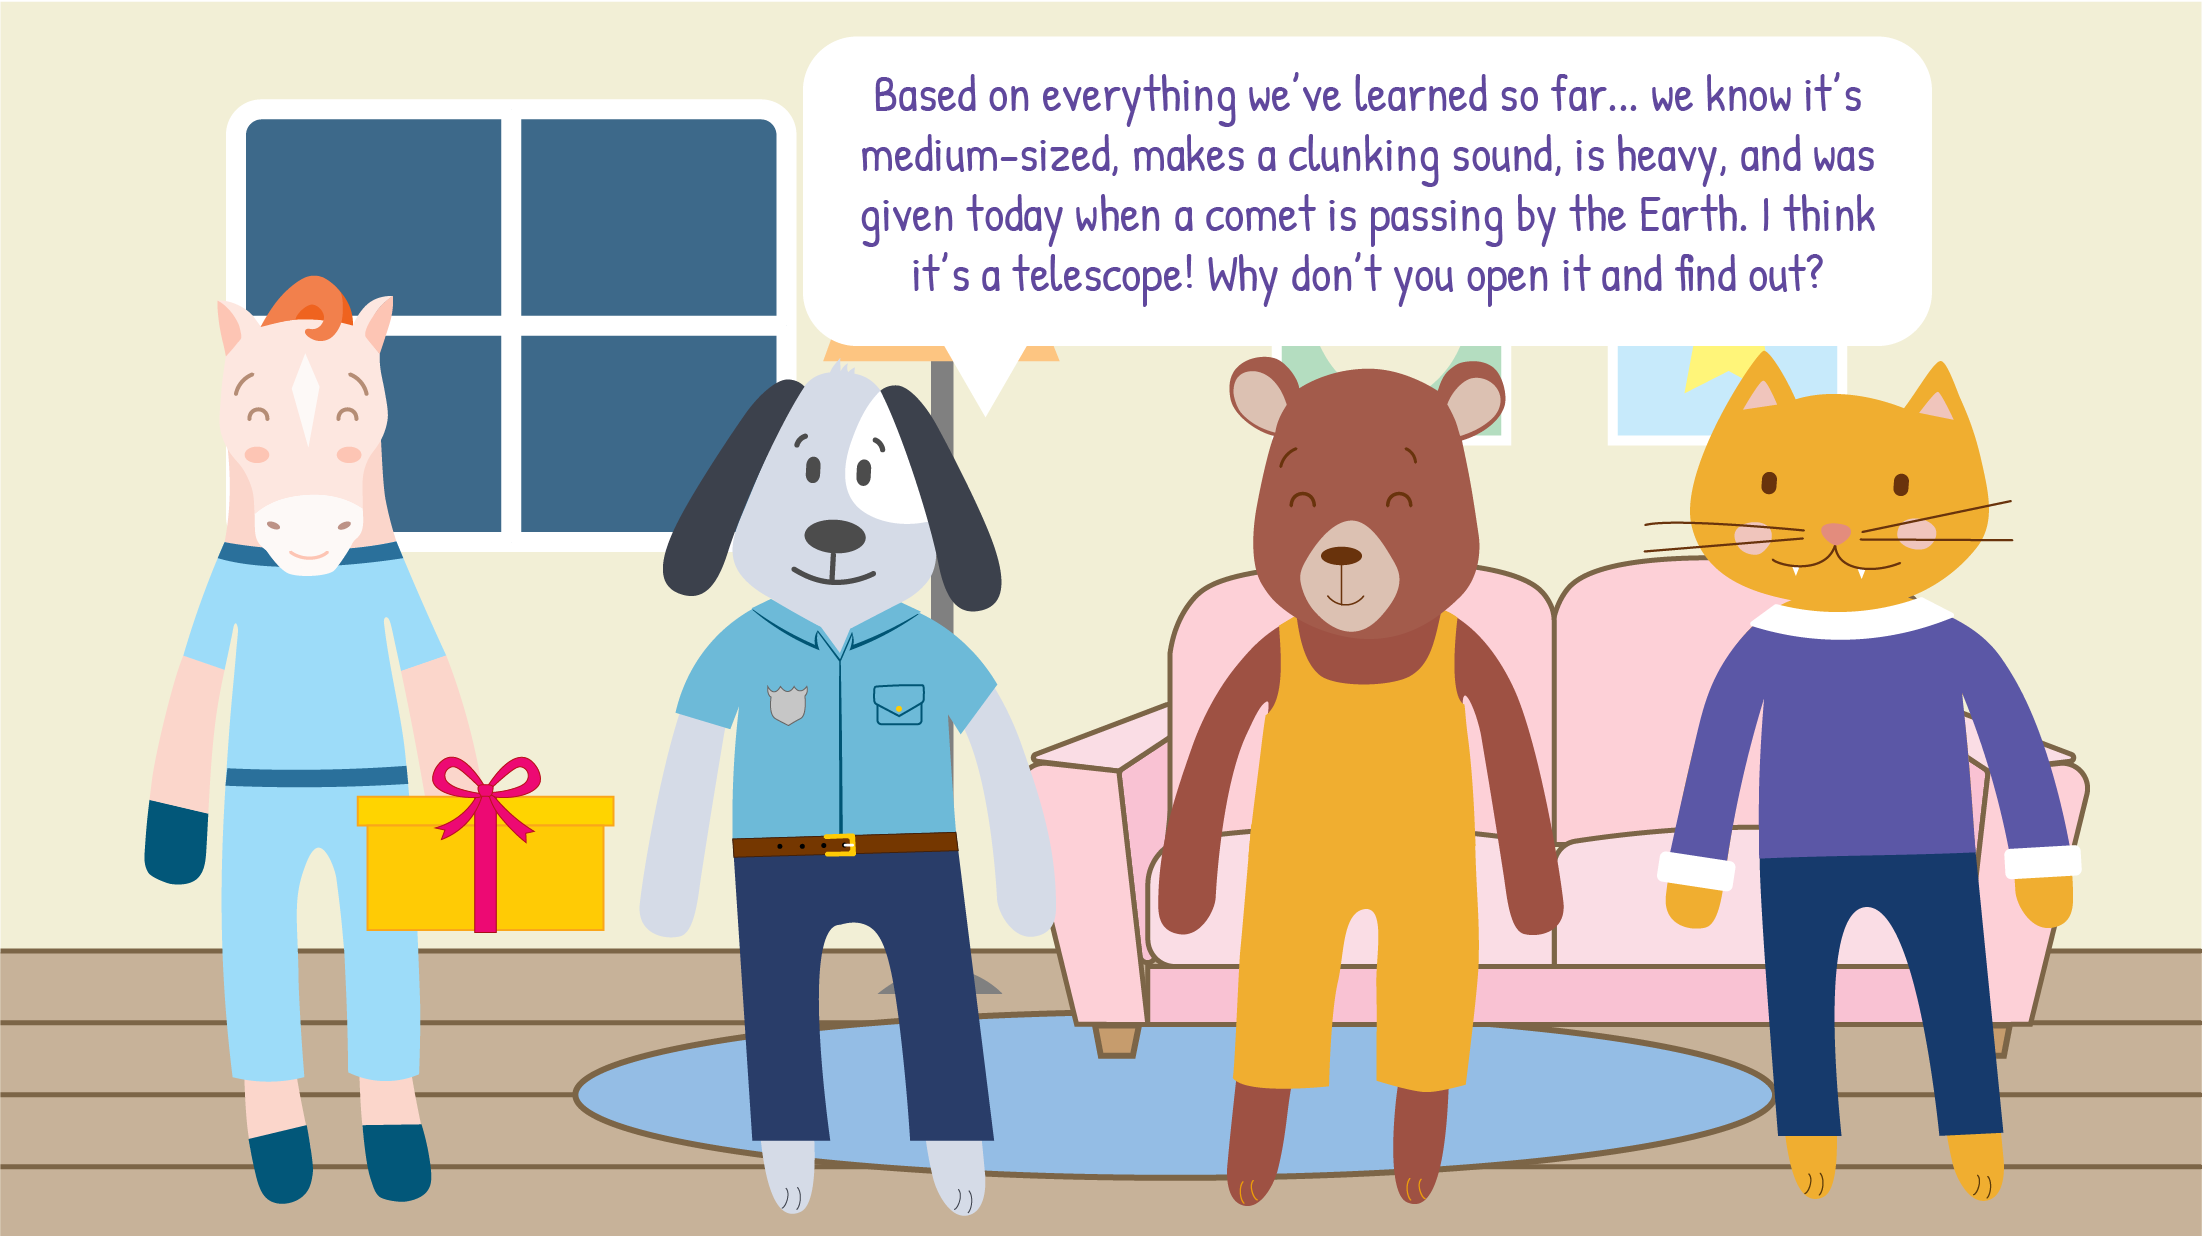 Based on everything we've learned so far... we know it's
medium-sized, makes a clunking sound, is heavy, and was
given today when a comet is passing by the Earth. I think
it's a telescope! Why don't you open it and find out?